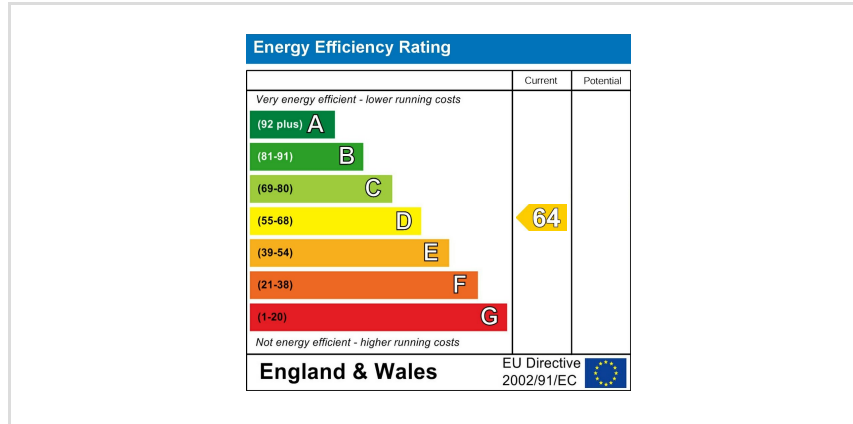 Energy Efficiency Rating
Current Potential
Very energy efficient - lower running costs
(92 plus) A
(81-91) B
(69-80) C
(55-68) D
64
(39-54) E
(21-38) F
(1-20) G
Not energy efficient - higher running costs
England & Wales
EU Directive
2002/91/EC